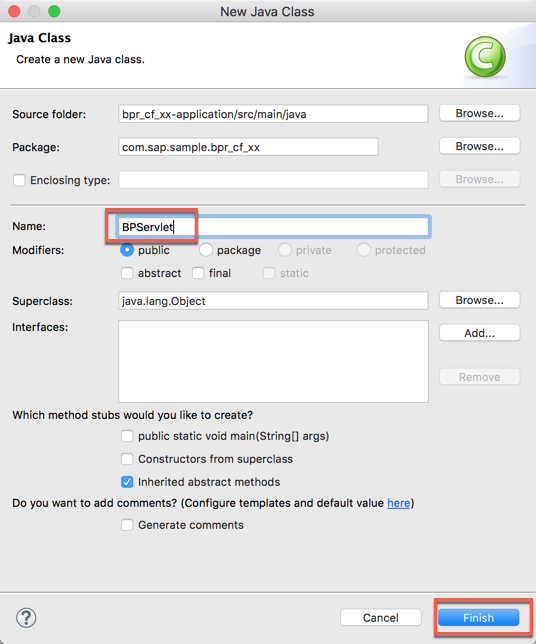 New Java Class
Java Class
Create a new Java class.
Source folder: bpr_cf_xx-application/src/main/java Browse...
Package: com.sap.sample.bpr_cf_xx Browse...
Enclosing type: Browse...
Name: BPServlet
Modifiers: public package private protected
abstract final static
Superclass: java.lang.Object Browse...
Interfaces: Add...
Remove
Which method stubs would you like to create?
public static void main(String[] args)
Constructors from superclass
Inherited abstract methods
Do you want to add comments? (Configure templates and default value here)
Generate comments
? Cancel Finish